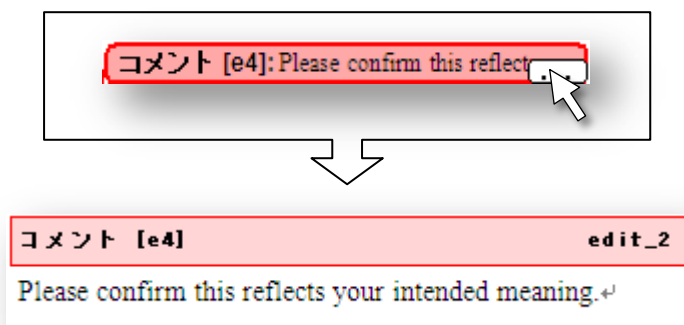 コメント [e4]: Please confirm this reflect...
コメント [e4] edit_2
Please confirm this reflects your intended meaning.↵